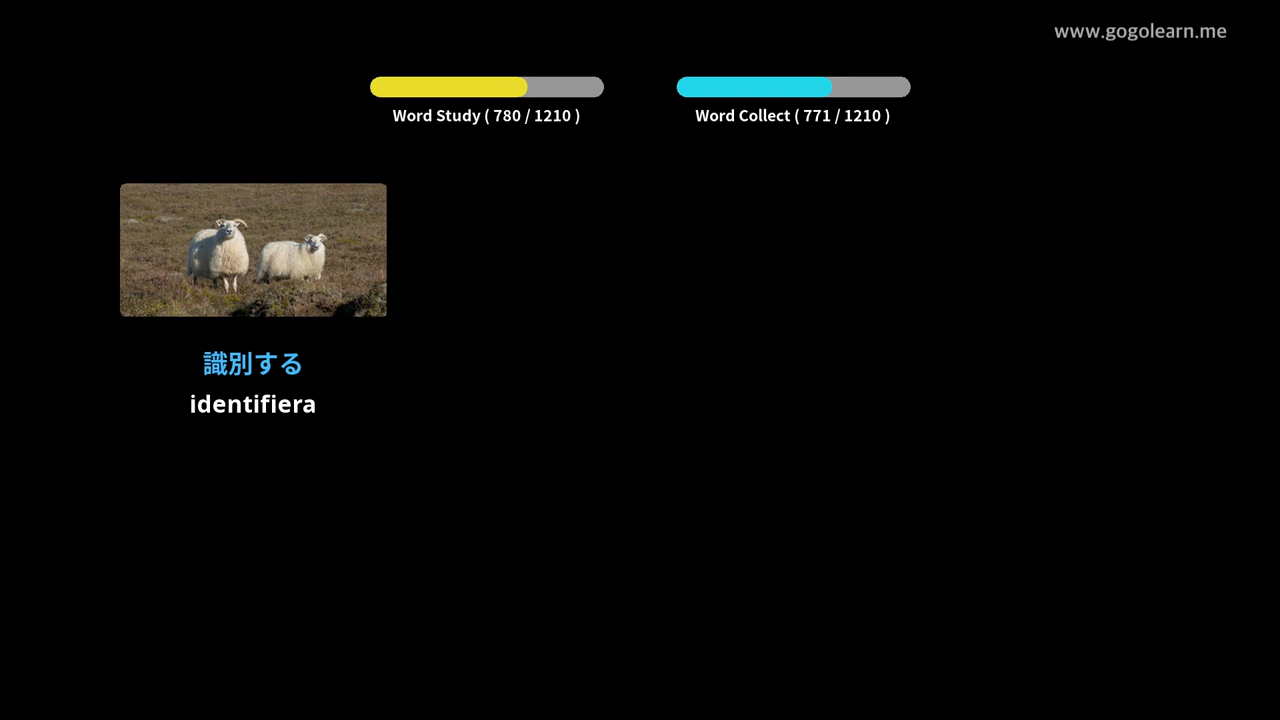 www.gogolearn.me
Word Study ( 780 / 1210 )
Word Collect ( 771 / 1210 )
識別する
identifiera